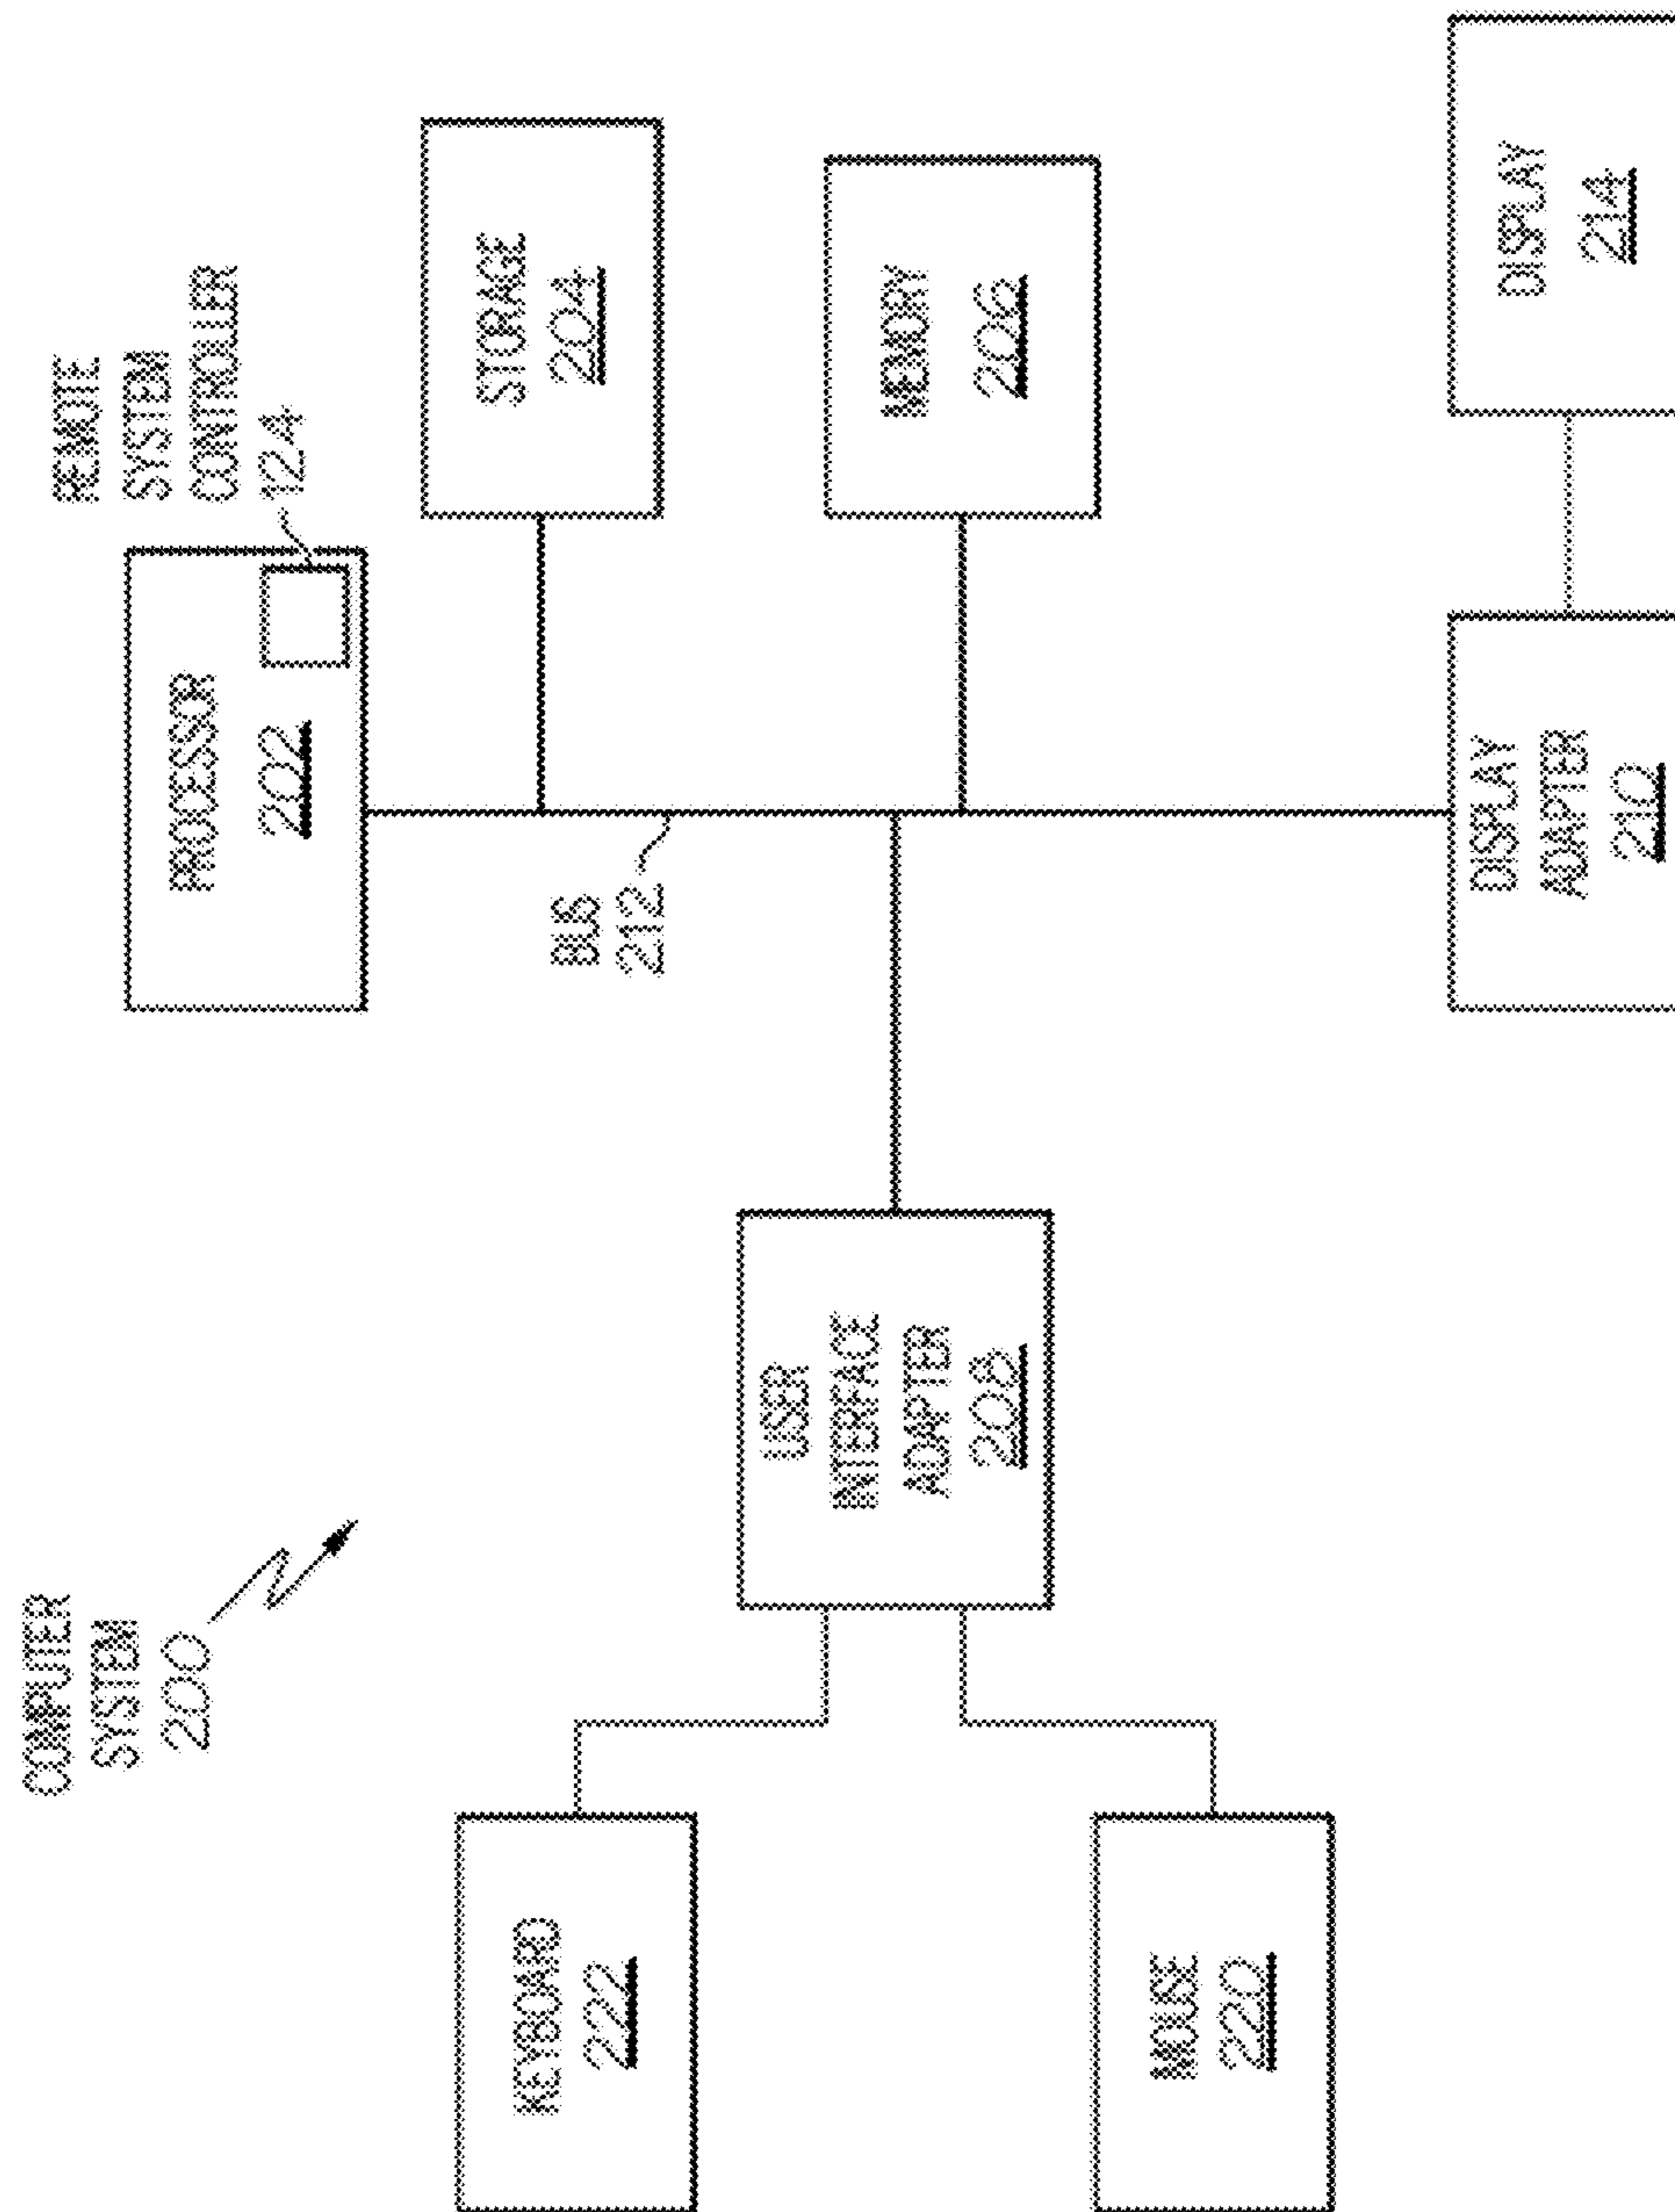 COMPUTER
SYSTEM
200
REMOTE
SYSTEM
CONTROLLER
124
PROCESSOR
202
STORAGE
204
BUS
212
KEYBOARD
222
USER
INTERFACE
ADAPTER
208
MEMORY
206
MOUSE
220
DISPLAY
ADAPTER
210
DISPLAY
214